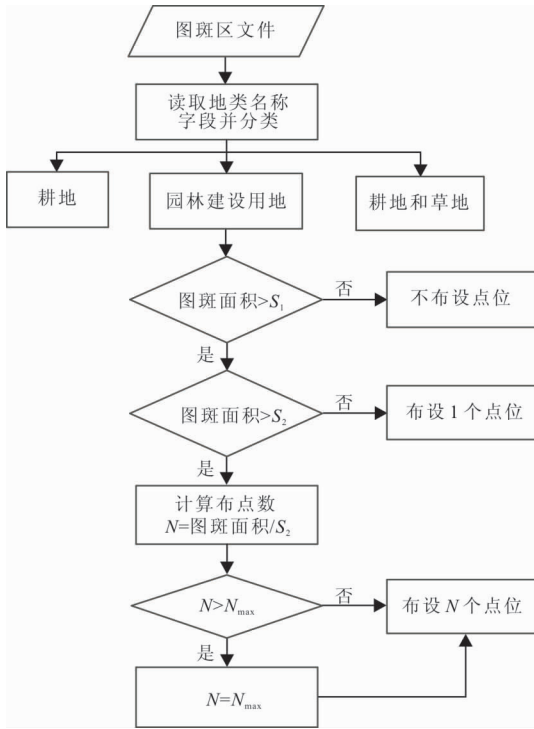 图斑区文件
读取地类名称
字段并分类
耕地
园林建设用地
耕地和草地
图斑面积>S₁
否
不布设点位
是
图斑面积>S₂
否
布设1个点位
是
计算布点数
N=图斑面积/S₂
N>Nmax
否
布设N个点位
是
N=Nmax